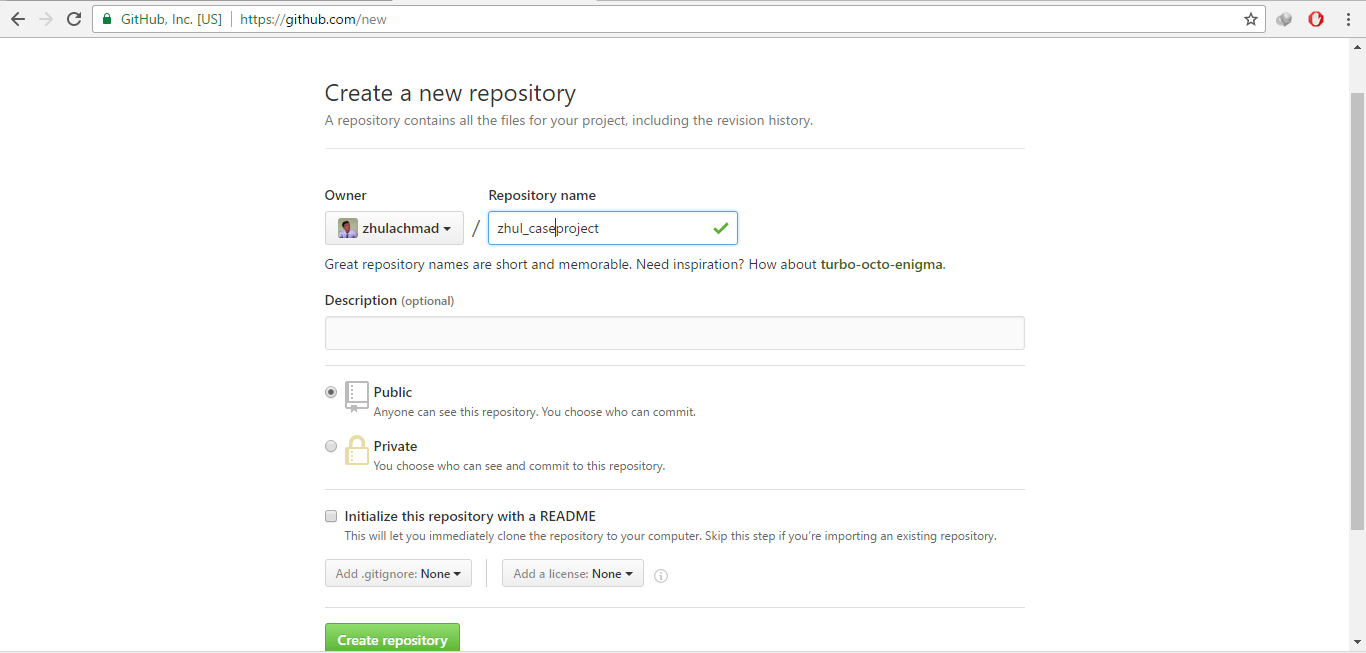 GitHub, Inc. [US] https://github.com/new
Create a new repository
A repository contains all the files for your project, including the revision history.
Owner Repository name
zhulachmad / zhul_caseproject
Great repository names are short and memorable. Need inspiration? How about turbo-octo-enigma.
Description (optional)
Public
Anyone can see this repository. You choose who can commit.
Private
You choose who can see and commit to this repository.
Initialize this repository with a README
This will let you immediately clone the repository to your computer. Skip this step if you’re importing an existing repository.
Add .gitignore: None Add a license: None
Create repository